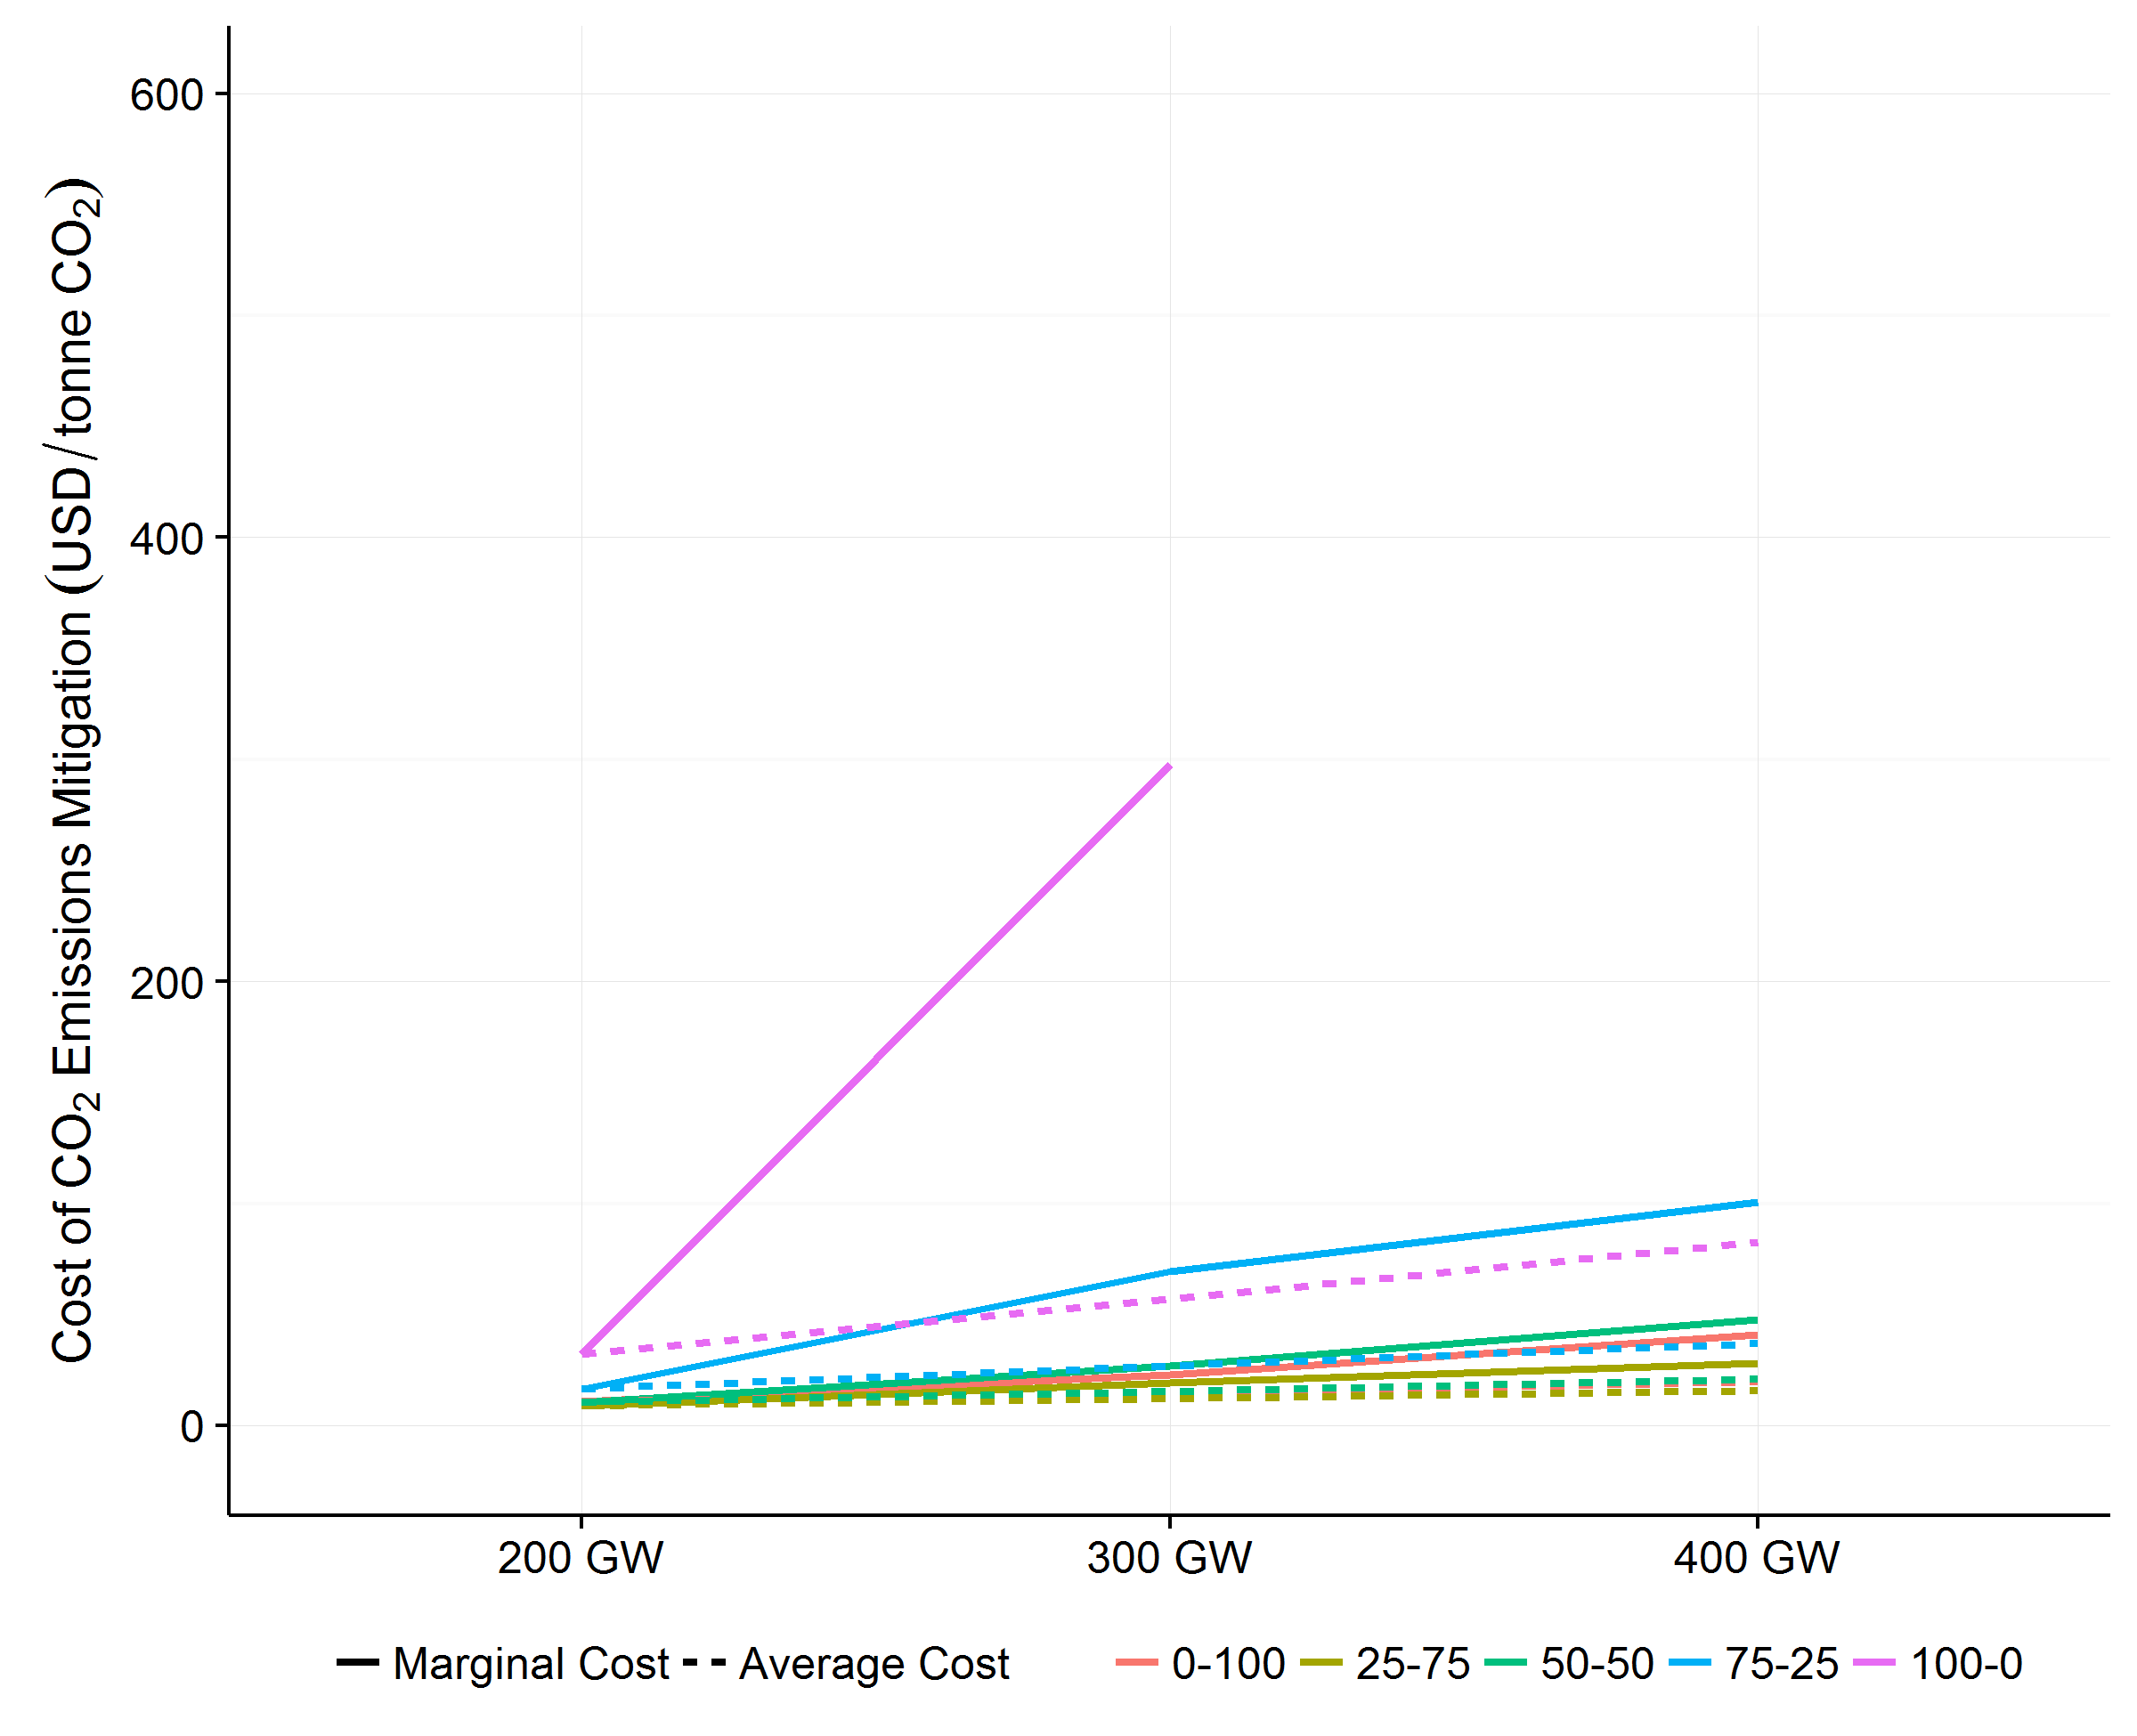 Cost of CO₂ Emissions Mitigation (USD/tonne CO₂)
600
400
200
0
200 GW 300 GW 400 GW
Marginal Cost Average Cost 0-100 25-75 50-50 75-25 100-0